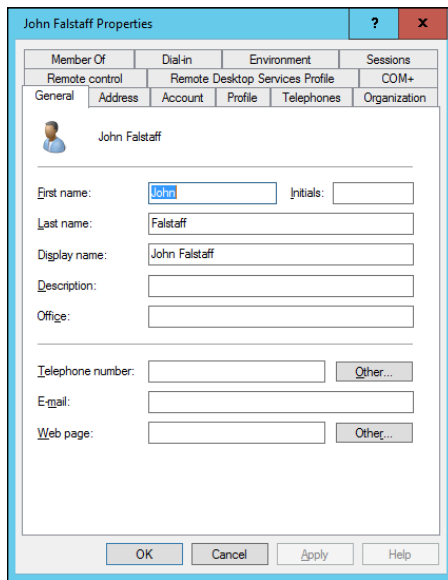 John Falstaff Properties ? x
Member Of Dial-in Environment Sessions
Remote control Remote Desktop Services Profile COM+
General Address Account Profile Telephones Organization
John Falstaff
First name: John Initials:
Last name: Falstaff
Display name: John Falstaff
Description:
Office:
Telephone number: Other...
E-mail:
Web page: Other...
OK Cancel Apply Help